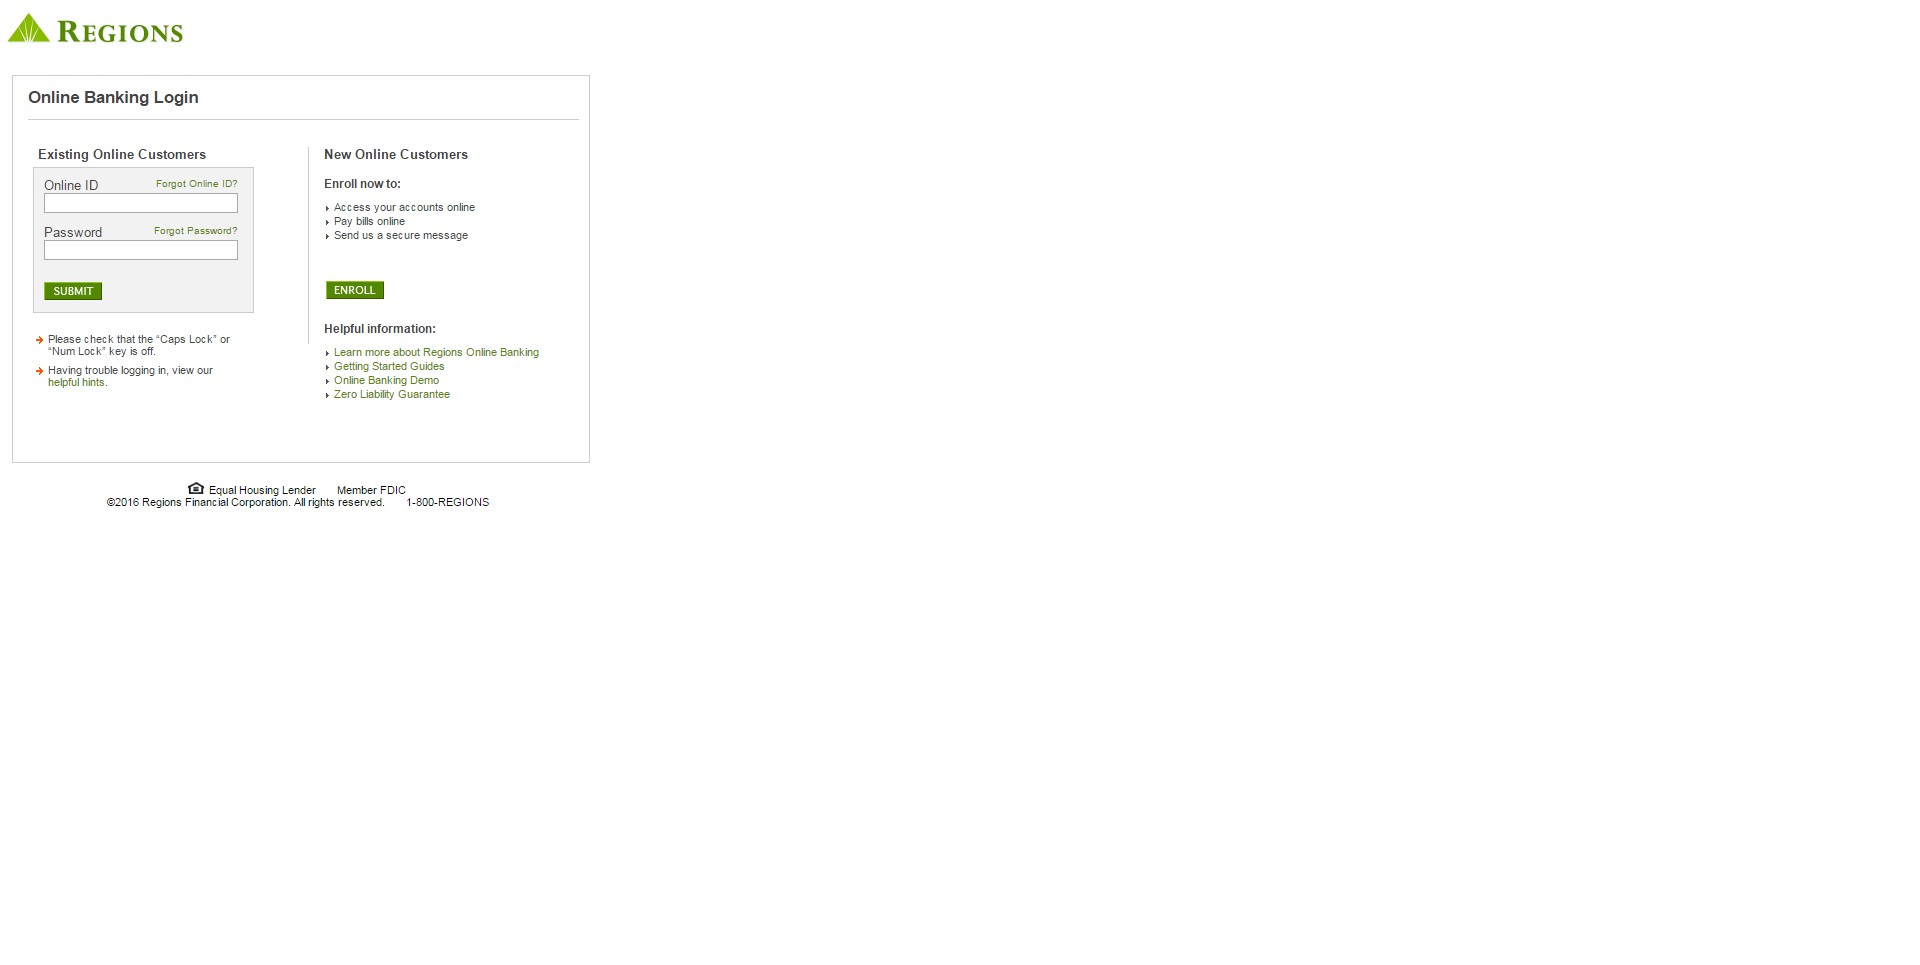 REGIONS
Online Banking Login
Existing Online Customers
Online ID
Forgot Online ID?
Password
Forgot Password?
SUBMIT
Please check that the “Caps Lock” or
“Num Lock” key is off.
Having trouble logging in, view our
helpful hints.
New Online Customers
Enroll now to:
Access your accounts online
Pay bills online
Send us a secure message
ENROLL
Helpful information:
Learn more about Regions Online Banking
Getting Started Guides
Online Banking Demo
Zero Liability Guarantee
Equal Housing Lender Member FDIC
©2016 Regions Financial Corporation. All rights reserved. 1-800-REGIONS